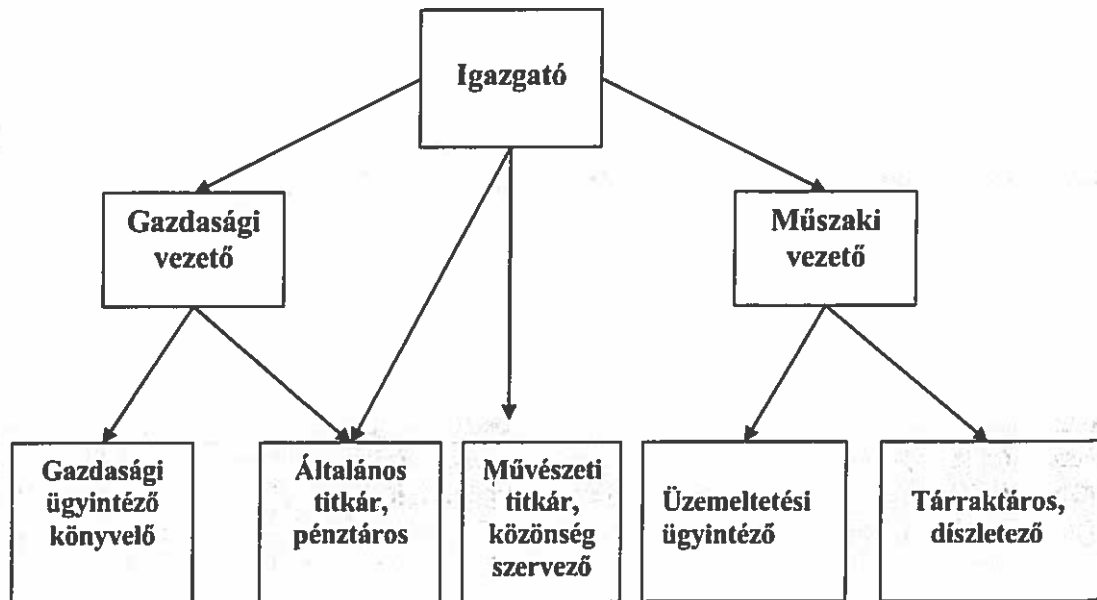 Igazgató
Gazdasági
vezető
Műszaki
vezető
Gazdasági
ügyintéző
könyvelő
Általános
titkár,
pénztáros
Művészeti
titkár,
közönség
szervező
Üzemeltetési
ügyintéző
Tárraktáros,
díszletező